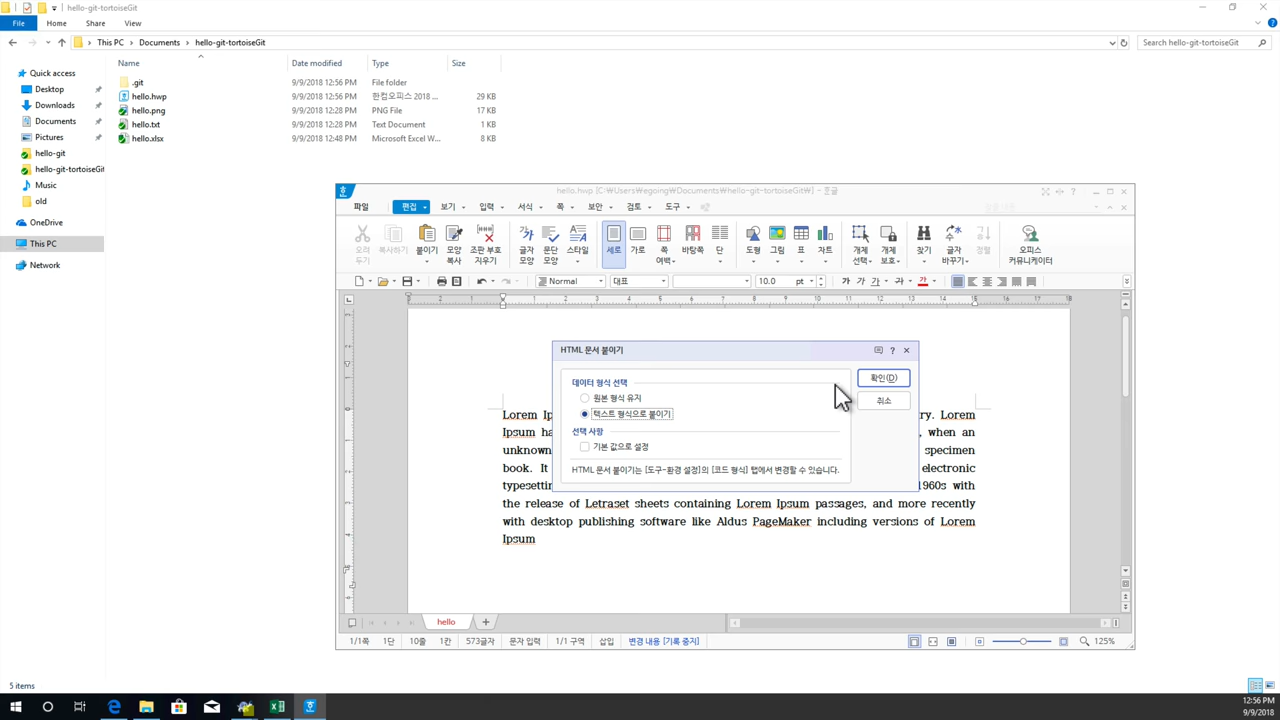 hello-git-tortoiseGit
File Home Share View
This PC Documents hello-git-tortoiseGit
Search hello-git-tortoiseGit
Name Date modified Type Size
Quick access
Desktop
Downloads
Documents
Pictures
hello-git
hello-git-tortoiseGit
Music
old
OneDrive
This PC
Network
.git 9/9/2018 12:56 PM File folder
hello.hwp 9/9/2018 12:56 PM 한컴오피스 2018 ... 29 KB
hello.png 9/9/2018 12:28 PM PNG File 17 KB
hello.txt 9/9/2018 12:28 PM Text Document 1 KB
hello.xlsx 9/9/2018 12:48 PM Microsoft Excel W... 8 KB
hello.hwp [C:₩Users₩egoing₩Documents₩hello-git-tortoiseGit₩] - 한글
파일 편집 보기 입력 서식 쪽 보안 검토 도구
오려 두기
복사하기
붙이기
모양 복사
조판 부호 지우기
글자 모양
문단 모양
스타일
세로
가로
쪽 여백
바탕쪽
단
도형
그림
표
차트
개체 선택
개체 보호
찾기
글자 바꾸기
정렬
오피스 커뮤니케이터
Normal 대표 10.0 pt 가 가 가 가 가
HTML 문서 붙이기
데이터 형식 선택
원본 형식 유지
텍스트 형식으로 붙이기
선택 사항
기본 값으로 설정
HTML 문서 붙이기는 [도구-환경 설정]의 [코드 형식] 탭에서 변경할 수 있습니다.
확인(D)
취소
Lorem Ip ry. Lorem
Ipsum ha , when an
unknown specimen
book. It electronic
typesettin 1960s with
the release of Letraset sheets containing Lorem Ipsum passages, and more recently
with desktop publishing software like Aldus PageMaker including versions of Lorem
Ipsum
hello
1/1쪽 1단 10줄 1칸 573글자 문자 입력 1/1 구역 삽입 변경 내용 [기록 중지] 125%
5 items
12:56 PM
9/9/2018